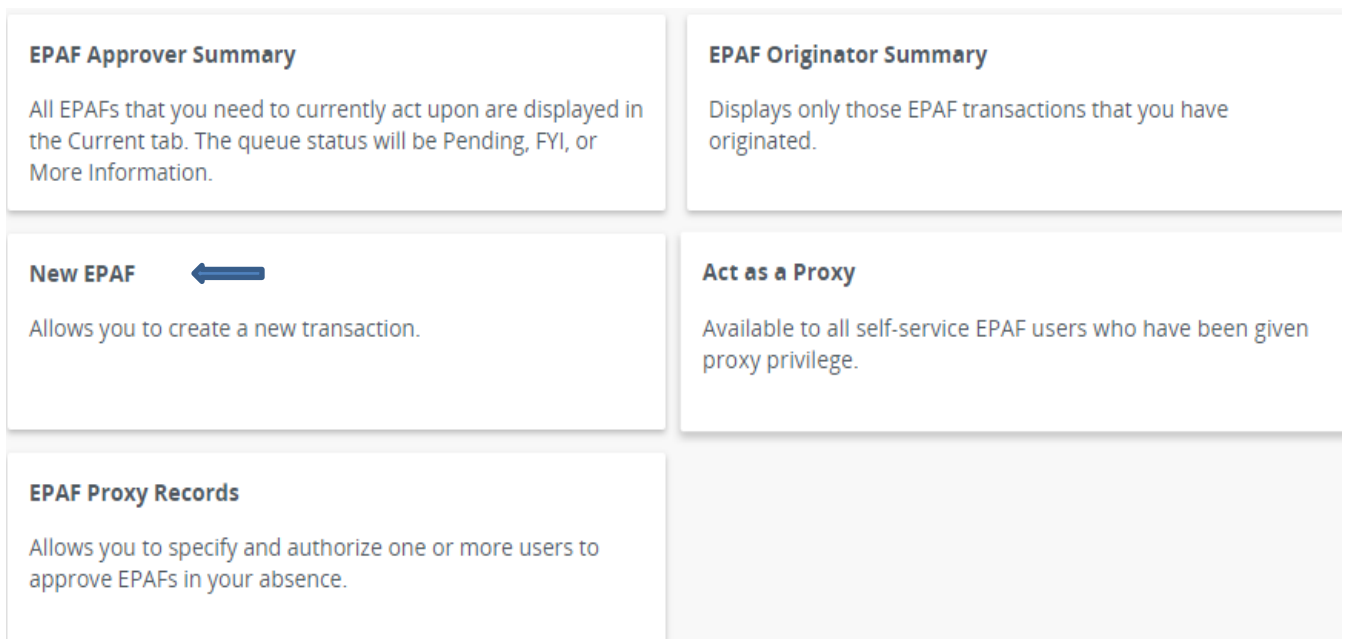 EPAF Approver Summary
All EPAFs that you need to currently act upon are displayed in
the Current tab. The queue status will be Pending, FYI, or
More Information.
EPAF Originator Summary
Displays only those EPAF transactions that you have
originated.
New EPAF
Allows you to create a new transaction.
Act as a Proxy
Available to all self-service EPAF users who have been given
proxy privilege.
EPAF Proxy Records
Allows you to specify and authorize one or more users to
approve EPAFs in your absence.